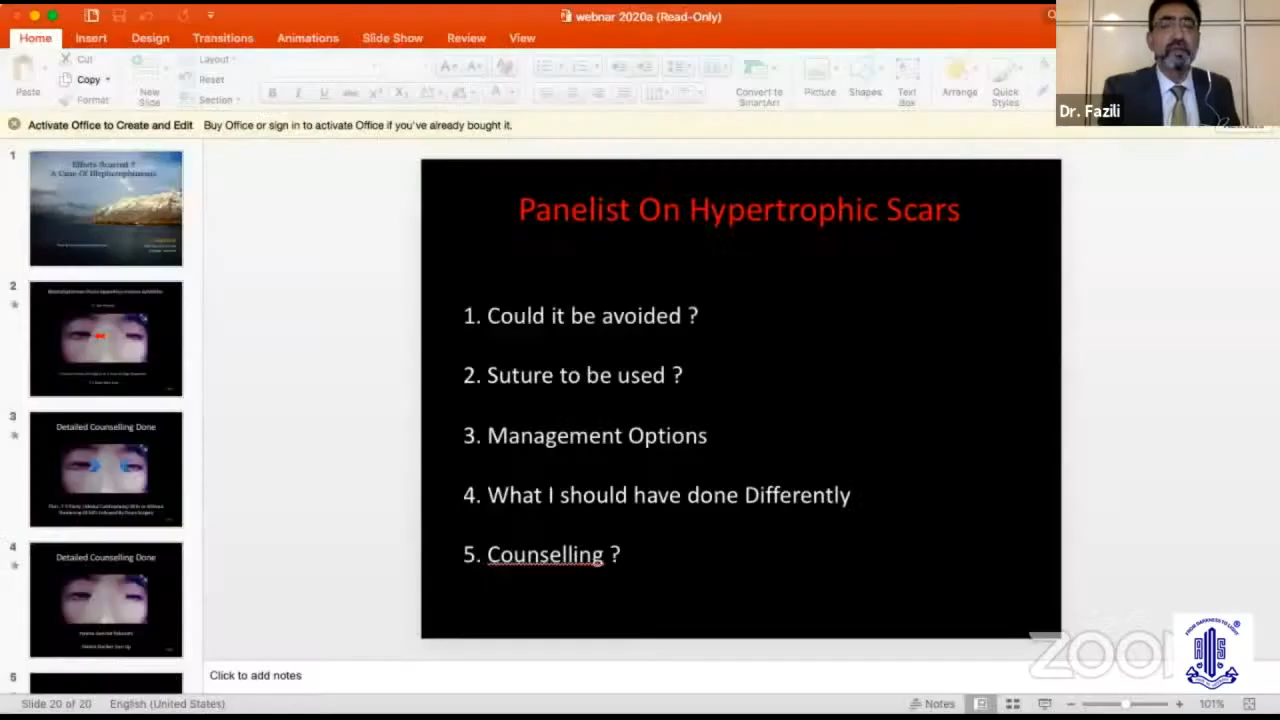 webnar 2020a (Read-Only)
Home Insert Design Transitions Animations Slide Show Review View
Cut
Copy
Format
Paste
New
Slide
Layout
Reset
Section
Convert to
SmartArt
Picture
Shapes
Text
Box
Arrange
Quick
Styles
Dr. Fazili
Activate Office to Create and Edit Buy Office or sign in to activate Office if you've already bought it.
1
2
3
Detailed Counselling Done
4
Detailed Counselling Done
5
Panelist On Hypertrophic Scars
1. Could it be avoided ?
2. Suture to be used ?
3. Management Options
4. What I should have done Differently
5. Counselling ?
zoom
Click to add notes
Slide 20 of 20 English (United States) Notes 101%